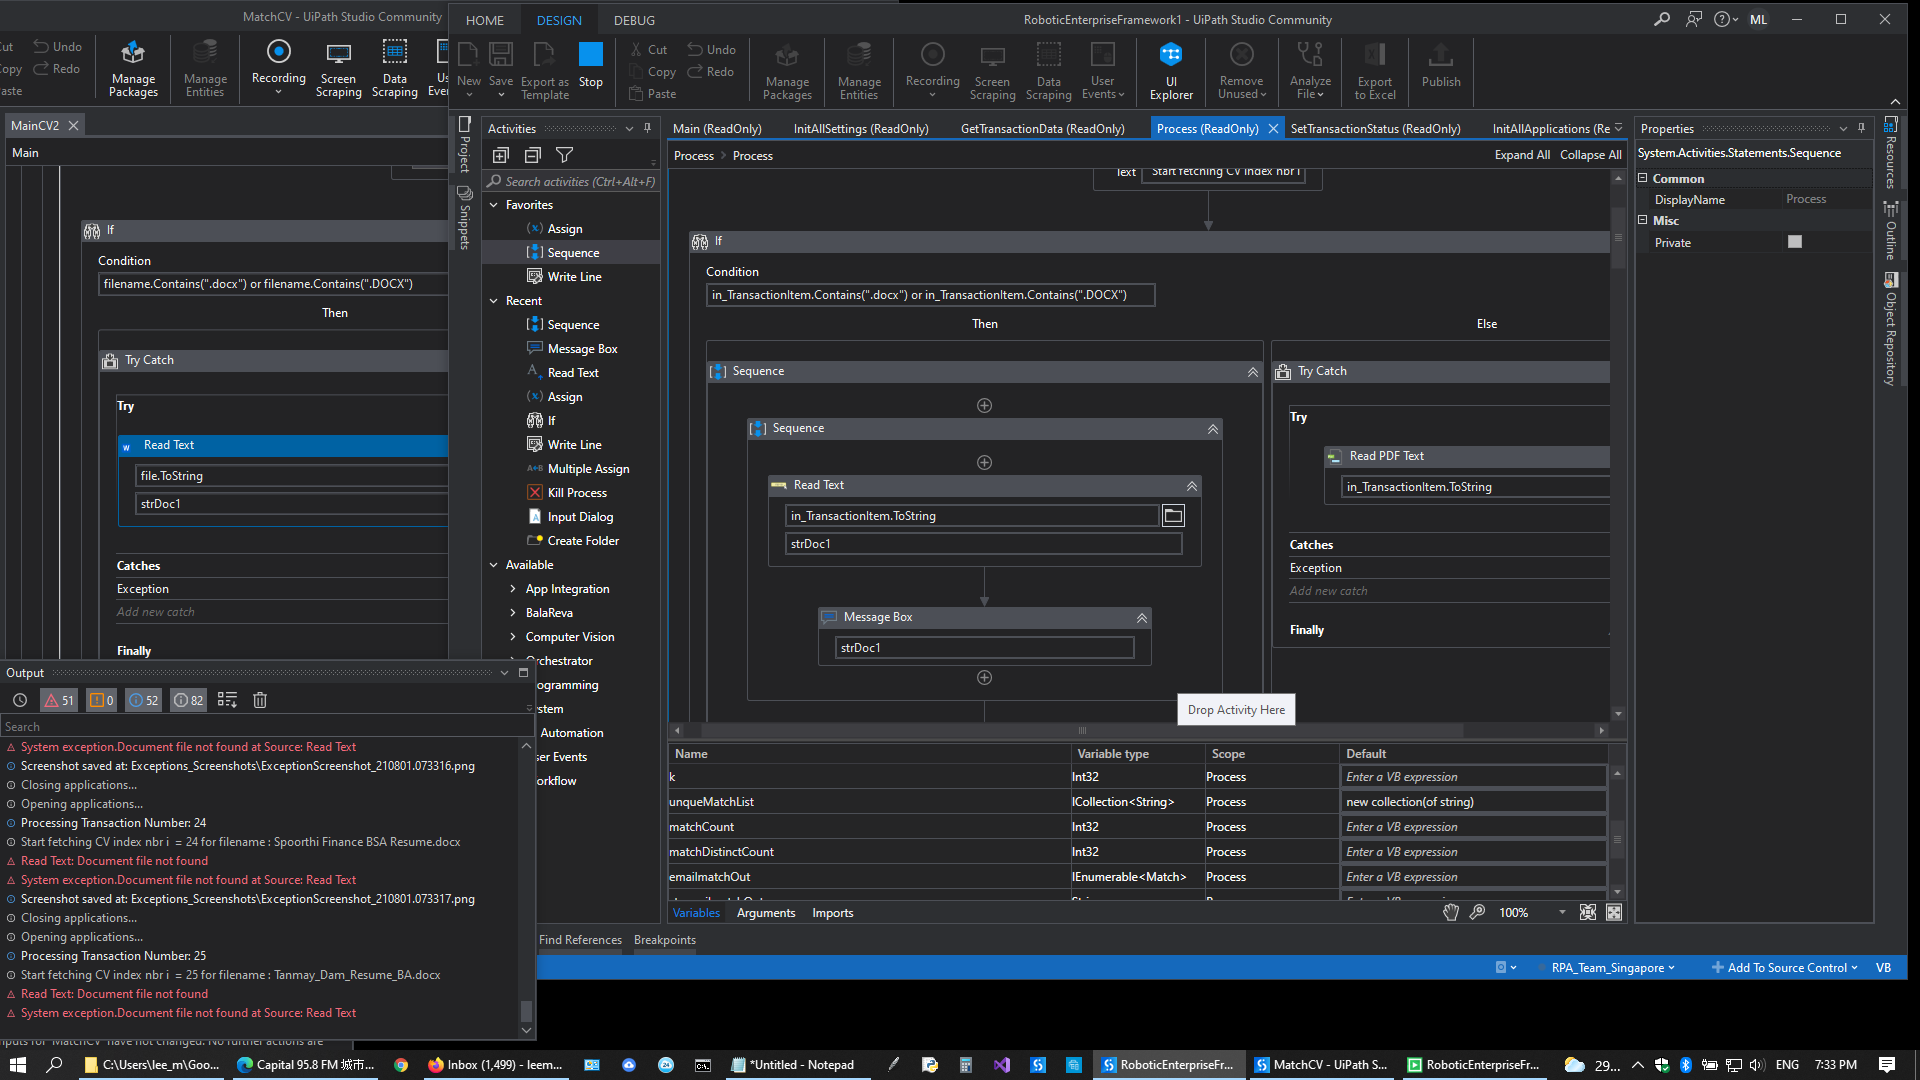 MatchCV - UiPath Studio Community
Cut
Undo
Copy
Redo
Paste
Manage Packages
Manage Entities
Recording
Screen Scraping
Data Scraping
MainCV2
Main
If
Condition
filename.Contains(".docx") or filename.Contains(".DOCX")
Then
Try Catch
Try
Read Text
file.ToString
strDoc1
Catches
Exception
Add new catch
Finally
HOME
DESIGN
DEBUG
RoboticEnterpriseFramework1 - UiPath Studio Community
ML
New
Save
Export as Template
Stop
Cut
Copy
Paste
Undo
Redo
Manage Packages
Manage Entities
Recording
Screen Scraping
Data Scraping
User Events
UI Explorer
Remove Unused
Analyze File
Export to Excel
Publish
Project
Snippets
Activities
Search activities (Ctrl+Alt+F)
Favorites
Assign
Sequence
Write Line
Recent
Sequence
Message Box
Read Text
Assign
If
Write Line
Multiple Assign
Kill Process
Input Dialog
Create Folder
Available
App Integration
BalaReva
Computer Vision
Orchestrator
ogramming
stem
Automation
ser Events
orkflow
Main (ReadOnly)
InitAllSettings (ReadOnly)
GetTransactionData (ReadOnly)
Process (ReadOnly)
SetTransactionStatus (ReadOnly)
InitAllApplications (Re
Process > Process
Expand All
Collapse All
Text
Start fetching CV index nbr i
If
Condition
in_TransactionItem.Contains(".docx") or in_TransactionItem.Contains(".DOCX")
Then
Else
Sequence
Sequence
Read Text
in_TransactionItem.ToString
strDoc1
Message Box
strDoc1
Drop Activity Here
Try Catch
Try
Read PDF Text
in_TransactionItem.ToString
Catches
Exception
Add new catch
Finally
Name Variable type Scope Default
k Int32 Process Enter a VB expression
unqueMatchList ICollection<String> Process new collection(of string)
matchCount Int32 Process Enter a VB expression
matchDistinctCount Int32 Process Enter a VB expression
emailmatchOut IEnumerable<Match> Process Enter a VB expression
Variables
Arguments
Imports
100%
Find References
Breakpoints
RPA_Team_Singapore
Add To Source Control
VB
Properties
System.Activities.Statements.Sequence
Common
DisplayName Process
Misc
Private
Resources
Outline
Object Repository
Output
51
0
52
82
Search
System exception.Document file not found at Source: Read Text
Screenshot saved at: Exceptions_Screenshots\ExceptionScreenshot_210801.073316.png
Closing applications...
Opening applications...
Processing Transaction Number: 24
Start fetching CV index nbr i = 24 for filename : Spoorthi Finance BSA Resume.docx
Read Text: Document file not found
System exception.Document file not found at Source: Read Text
Screenshot saved at: Exceptions_Screenshots\ExceptionScreenshot_210801.073317.png
Closing applications...
Opening applications...
Processing Transaction Number: 25
Start fetching CV index nbr i = 25 for filename : Tanmay_Dam_Resume_BA.docx
Read Text: Document file not found
System exception.Document file not found at Source: Read Text
nputs for 'MatchCV' have not changed. No further actions are
C:\Users\lee_m\Goo...
Capital 95.8 FM 城市...
Inbox (1,499) - leem...
*Untitled - Notepad
RoboticEnterpriseFr...
MatchCV - UiPath S...
RoboticEnterpriseFr...
29...
ENG
7:33 PM